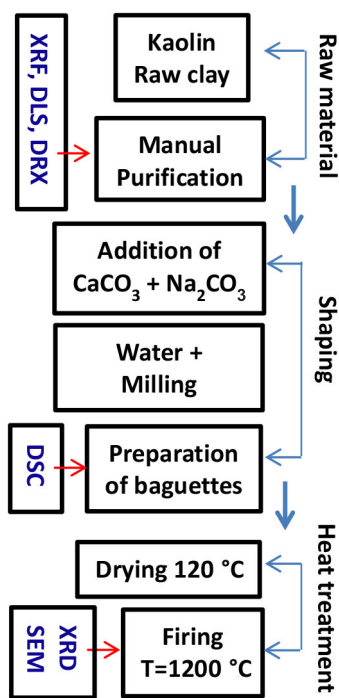 Raw material
Kaolin
Raw clay
XRF, DLS, DRX
Manual
Purification
Shaping
Addition of
CaCO₃ + Na₂CO₃
Water +
Milling
DSC
Preparation
of baguettes
Heat treatment
Drying 120 °C
XRD
SEM
Firing
T=1200 °C